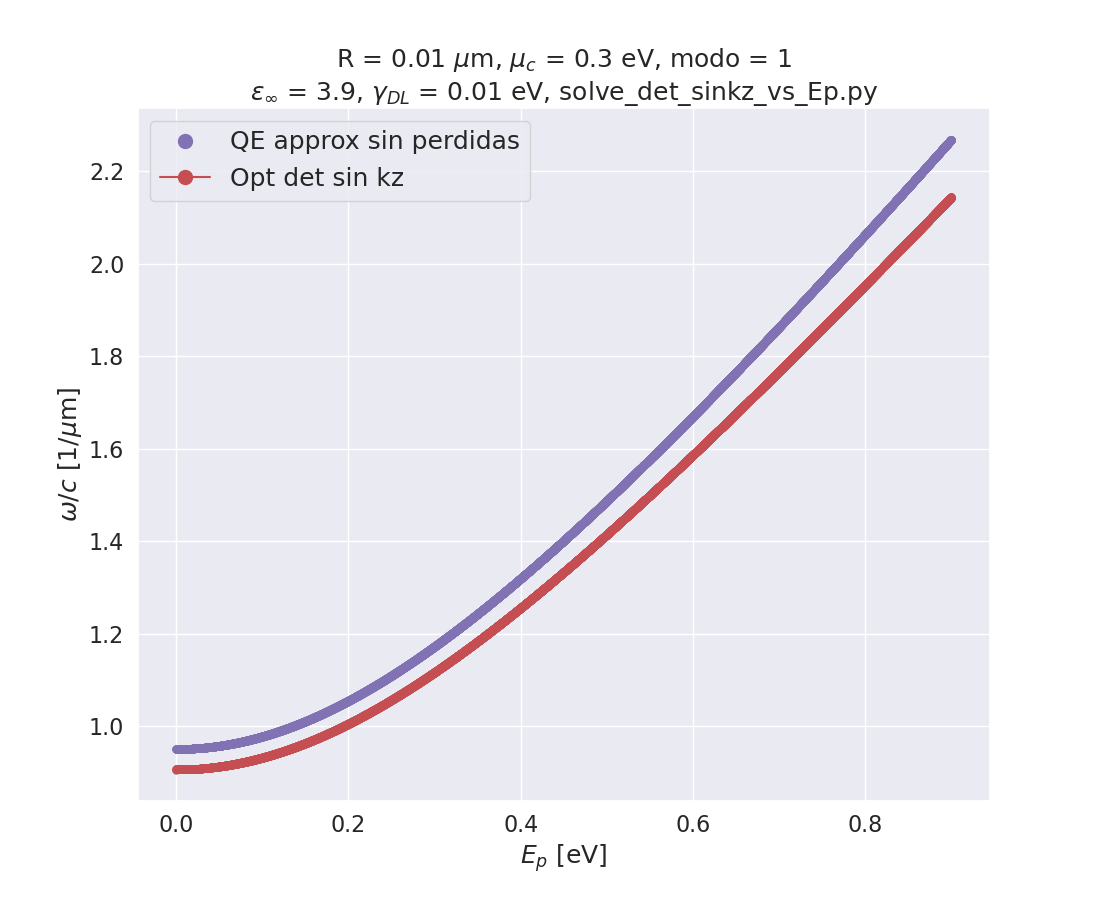 R = 0.01 μm, μ_c = 0.3 eV, modo = 1
ε_∞ = 3.9, γ_DL = 0.01 eV, solve_det_sinkz_vs_Ep.py
QE approx sin perdidas
Opt det sin kz
2.2
2.0
1.8
1.6
1.4
1.2
1.0
ω/c [1/μm]
0.0 0.2 0.4 0.6 0.8
E_p [eV]